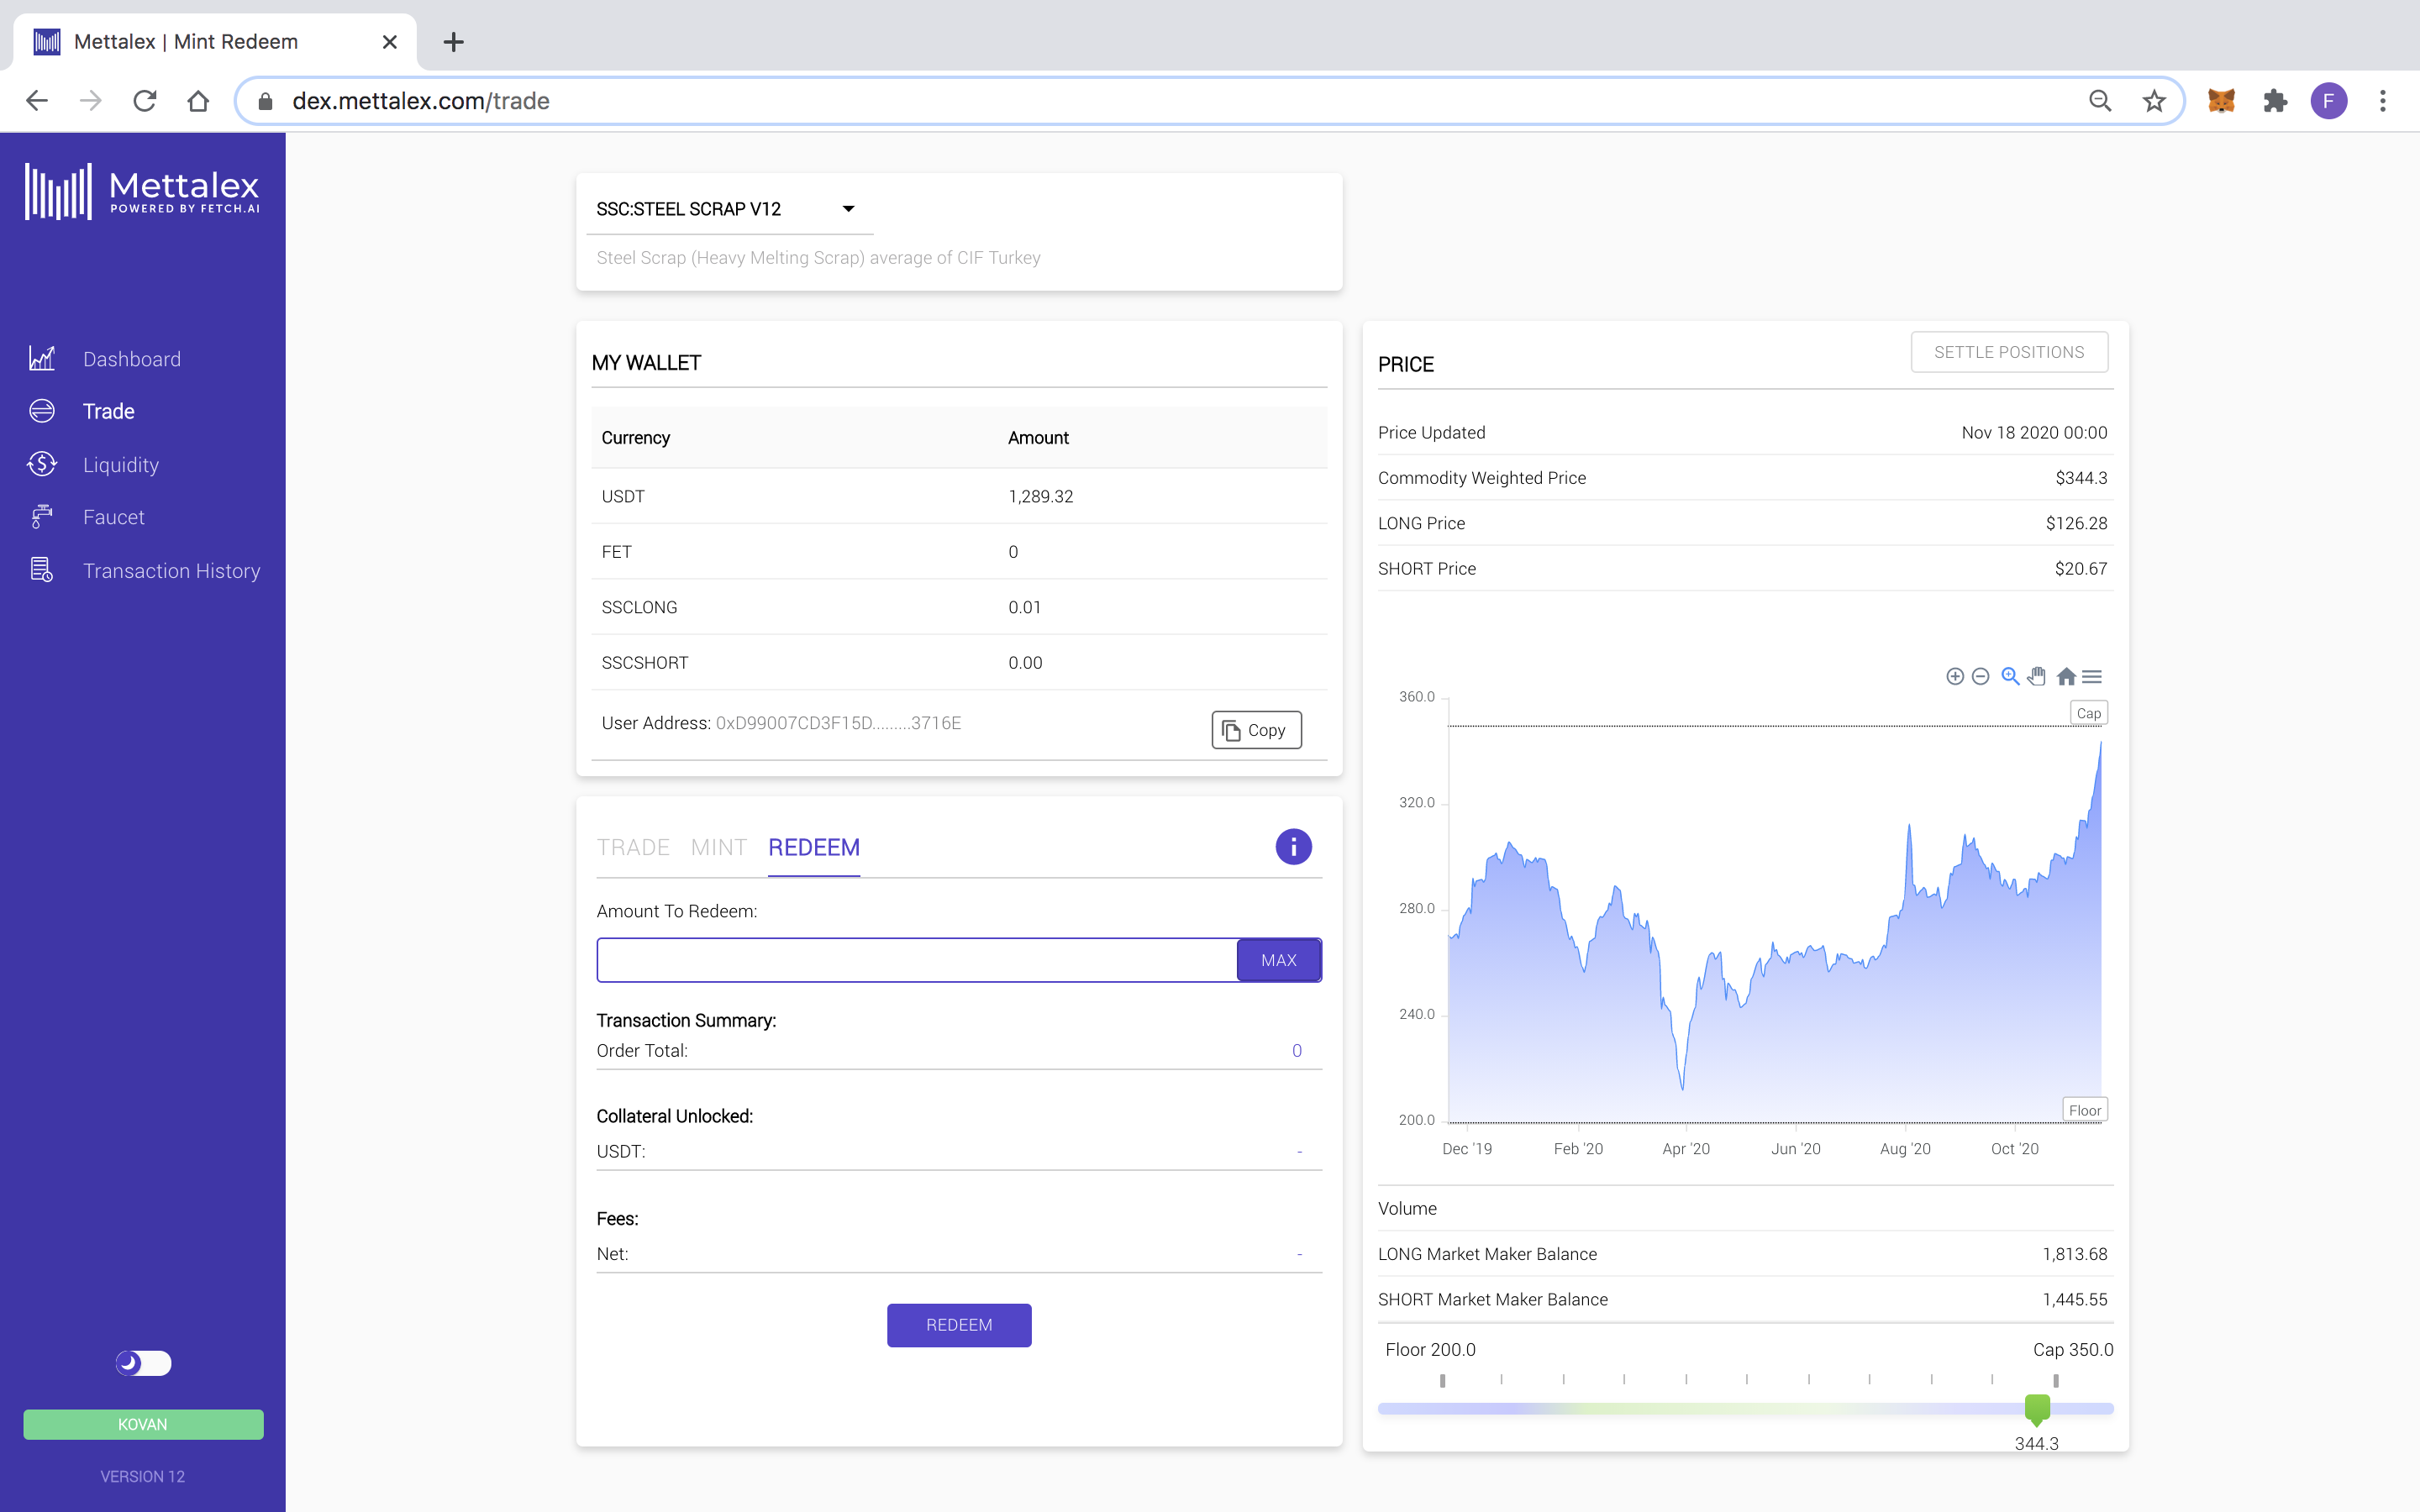 Mettalex | Mint Redeem
dex.mettalex.com/trade
F
Mettalex
POWERED BY FETCH.AI
Dashboard
Trade
Liquidity
Faucet
Transaction History
KOVAN
VERSION 12
SSC:STEEL SCRAP V12
Steel Scrap (Heavy Melting Scrap) average of CIF Turkey
MY WALLET
Currency Amount
USDT 1,289.32
FET 0
SSCLONG 0.01
SSCSHORT 0.00
User Address: 0xD99007CD3F15D.........3716E
Copy
TRADE MINT REDEEM
i
Amount To Redeem:
MAX
Transaction Summary:
Order Total: 0
Collateral Unlocked:
USDT: -
Fees:
Net: -
REDEEM
PRICE
SETTLE POSITIONS
Price Updated Nov 18 2020 00:00
Commodity Weighted Price $344.3
LONG Price $126.28
SHORT Price $20.67
360.0
Cap
320.0
280.0
240.0
200.0
Floor
Dec '19 Feb '20 Apr '20 Jun '20 Aug '20 Oct '20
Volume
LONG Market Maker Balance 1,813.68
SHORT Market Maker Balance 1,445.55
Floor 200.0 Cap 350.0
344.3